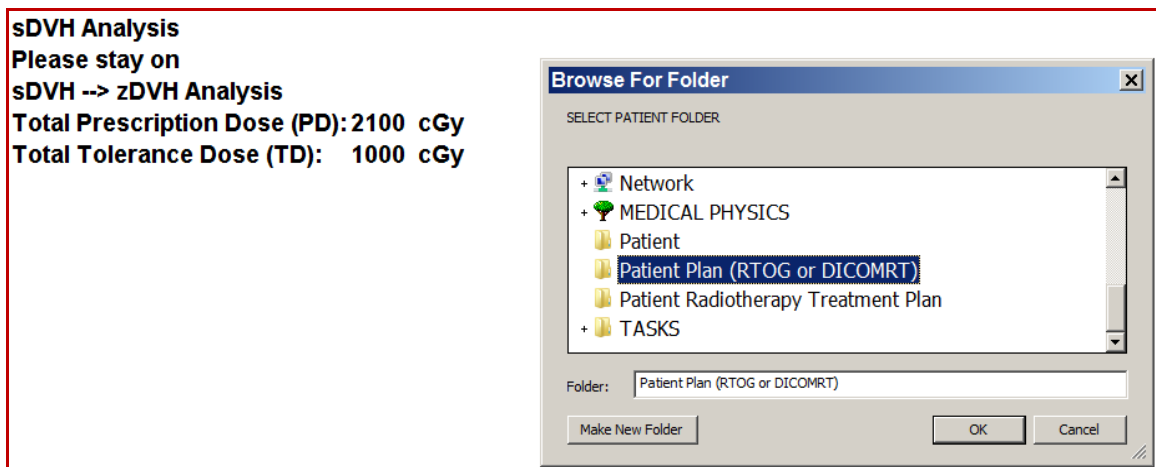 sDVH Analysis
Please stay on
sDVH --> zDVH Analysis
Total Prescription Dose (PD): 2100 cGy
Total Tolerance Dose (TD): 1000 cGy
Browse For Folder
SELECT PATIENT FOLDER
Network
MEDICAL PHYSICS
Patient
Patient Plan (RTOG or DICOMRT)
Patient Radiotherapy Treatment Plan
TASKS
Folder: Patient Plan (RTOG or DICOMRT)
Make New Folder OK Cancel